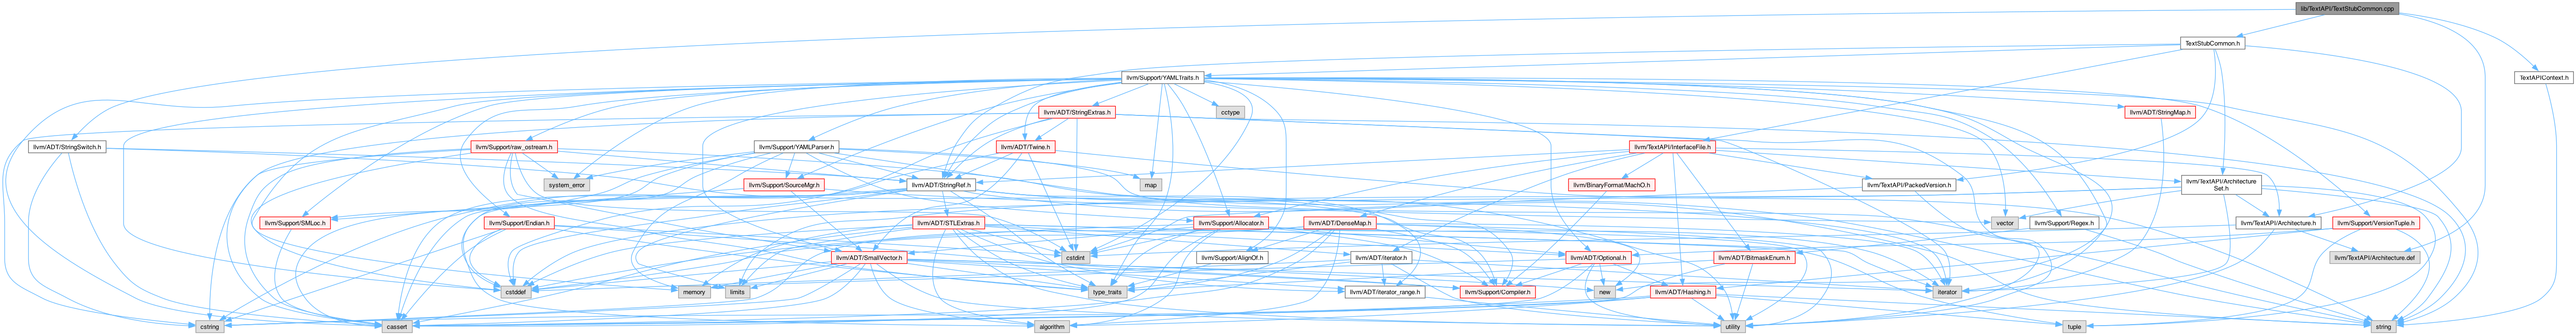 lib/TextAPI/TextStubCommon.cpp
TextStubCommon.h
llvm/Support/YAMLTraits.h
TextAPIContext.h
llvm/ADT/StringExtras.h
cctype
llvm/ADT/StringMap.h
llvm/ADT/StringSwitch.h
llvm/Support/raw_ostream.h
llvm/Support/YAMLParser.h
llvm/ADT/Twine.h
llvm/TextAPI/InterfaceFile.h
system_error
llvm/Support/SourceMgr.h
llvm/ADT/StringRef.h
map
llvm/BinaryFormat/MachO.h
llvm/TextAPI/PackedVersion.h
llvm/TextAPI/Architecture
Set.h
llvm/Support/SMLoc.h
llvm/Support/Endian.h
llvm/ADT/STLExtras.h
llvm/Support/Allocator.h
llvm/ADT/DenseMap.h
vector
llvm/Support/Regex.h
llvm/TextAPI/Architecture.h
llvm/Support/VersionTuple.h
llvm/ADT/SmallVector.h
cstdint
llvm/Support/AlignOf.h
llvm/ADT/iterator.h
llvm/ADT/Optional.h
llvm/ADT/BitmaskEnum.h
llvm/TextAPI/Architecture.def
cstddef
memory
limits
type_traits
llvm/ADT/iterator_range.h
llvm/Support/Compiler.h
new
llvm/ADT/Hashing.h
iterator
cstring
cassert
algorithm
utility
tuple
string